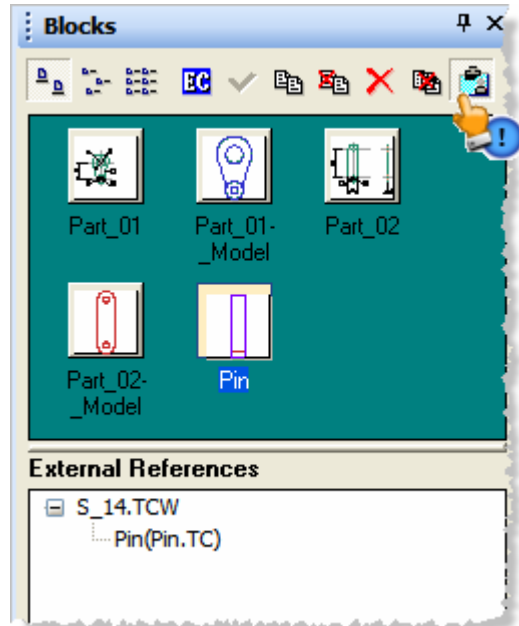 Blocks
EC
Part_01
Part_01-
_Model
Part_02
Part_02-
_Model
Pin
External References
S_14.TCW
Pin(Pin.TC)